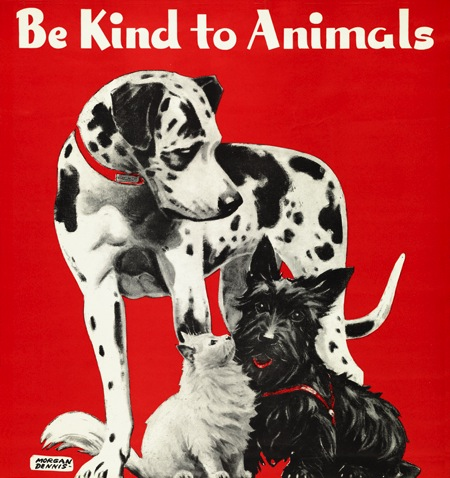 Be Kind to Animals
MORGAN
DENNIS-